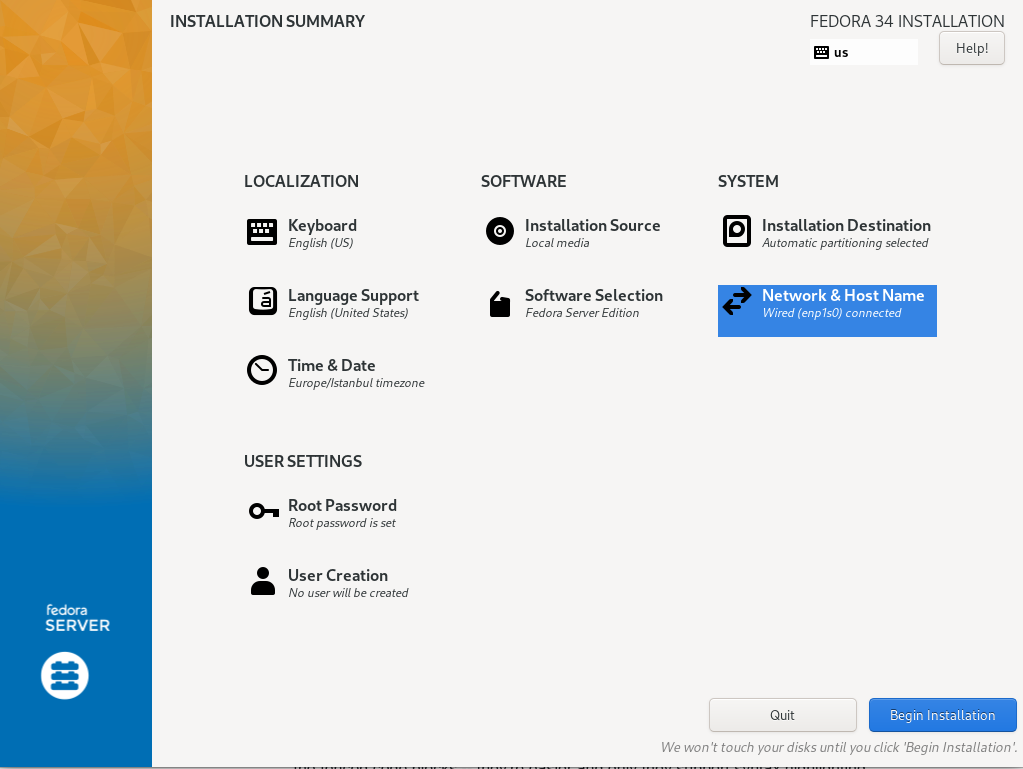 INSTALLATION SUMMARY
FEDORA 34 INSTALLATION
us
Help!
LOCALIZATION
Keyboard
English (US)
Language Support
English (United States)
Time & Date
Europe/Istanbul timezone
SOFTWARE
Installation Source
Local media
Software Selection
Fedora Server Edition
SYSTEM
Installation Destination
Automatic partitioning selected
Network & Host Name
Wired (enp1s0) connected
USER SETTINGS
Root Password
Root password is set
User Creation
No user will be created
fedora
SERVER
Quit
Begin Installation
We won't touch your disks until you click 'Begin Installation'.